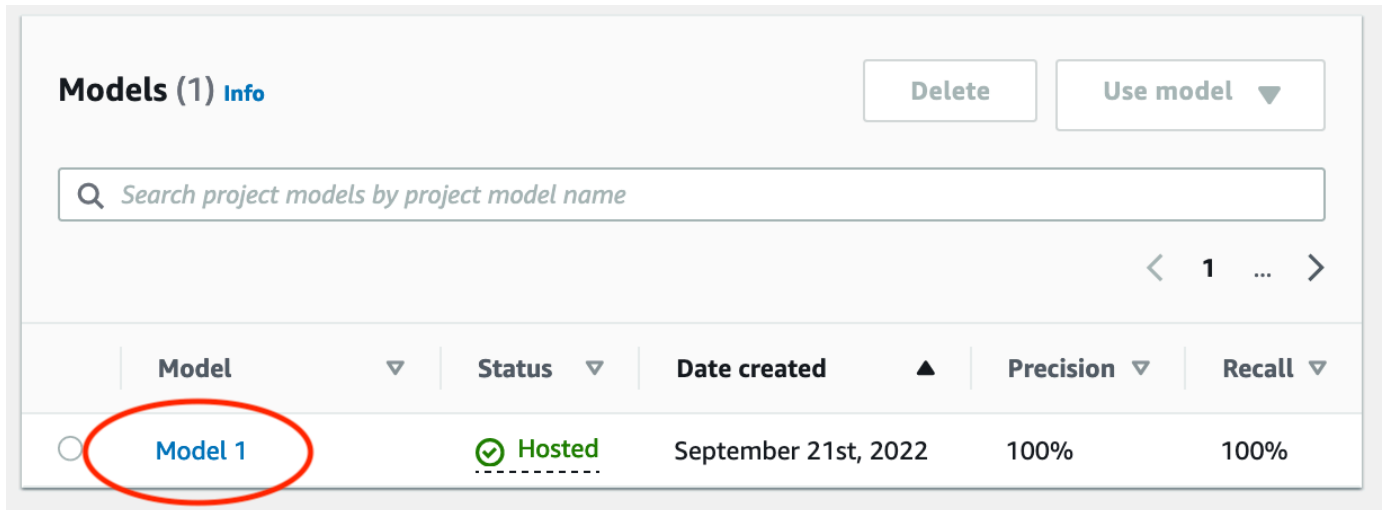 Models (1) Info
Delete
Use model
Search project models by project model name
1 ...
Model Status Date created Precision Recall
Model 1 Hosted September 21st, 2022 100% 100%